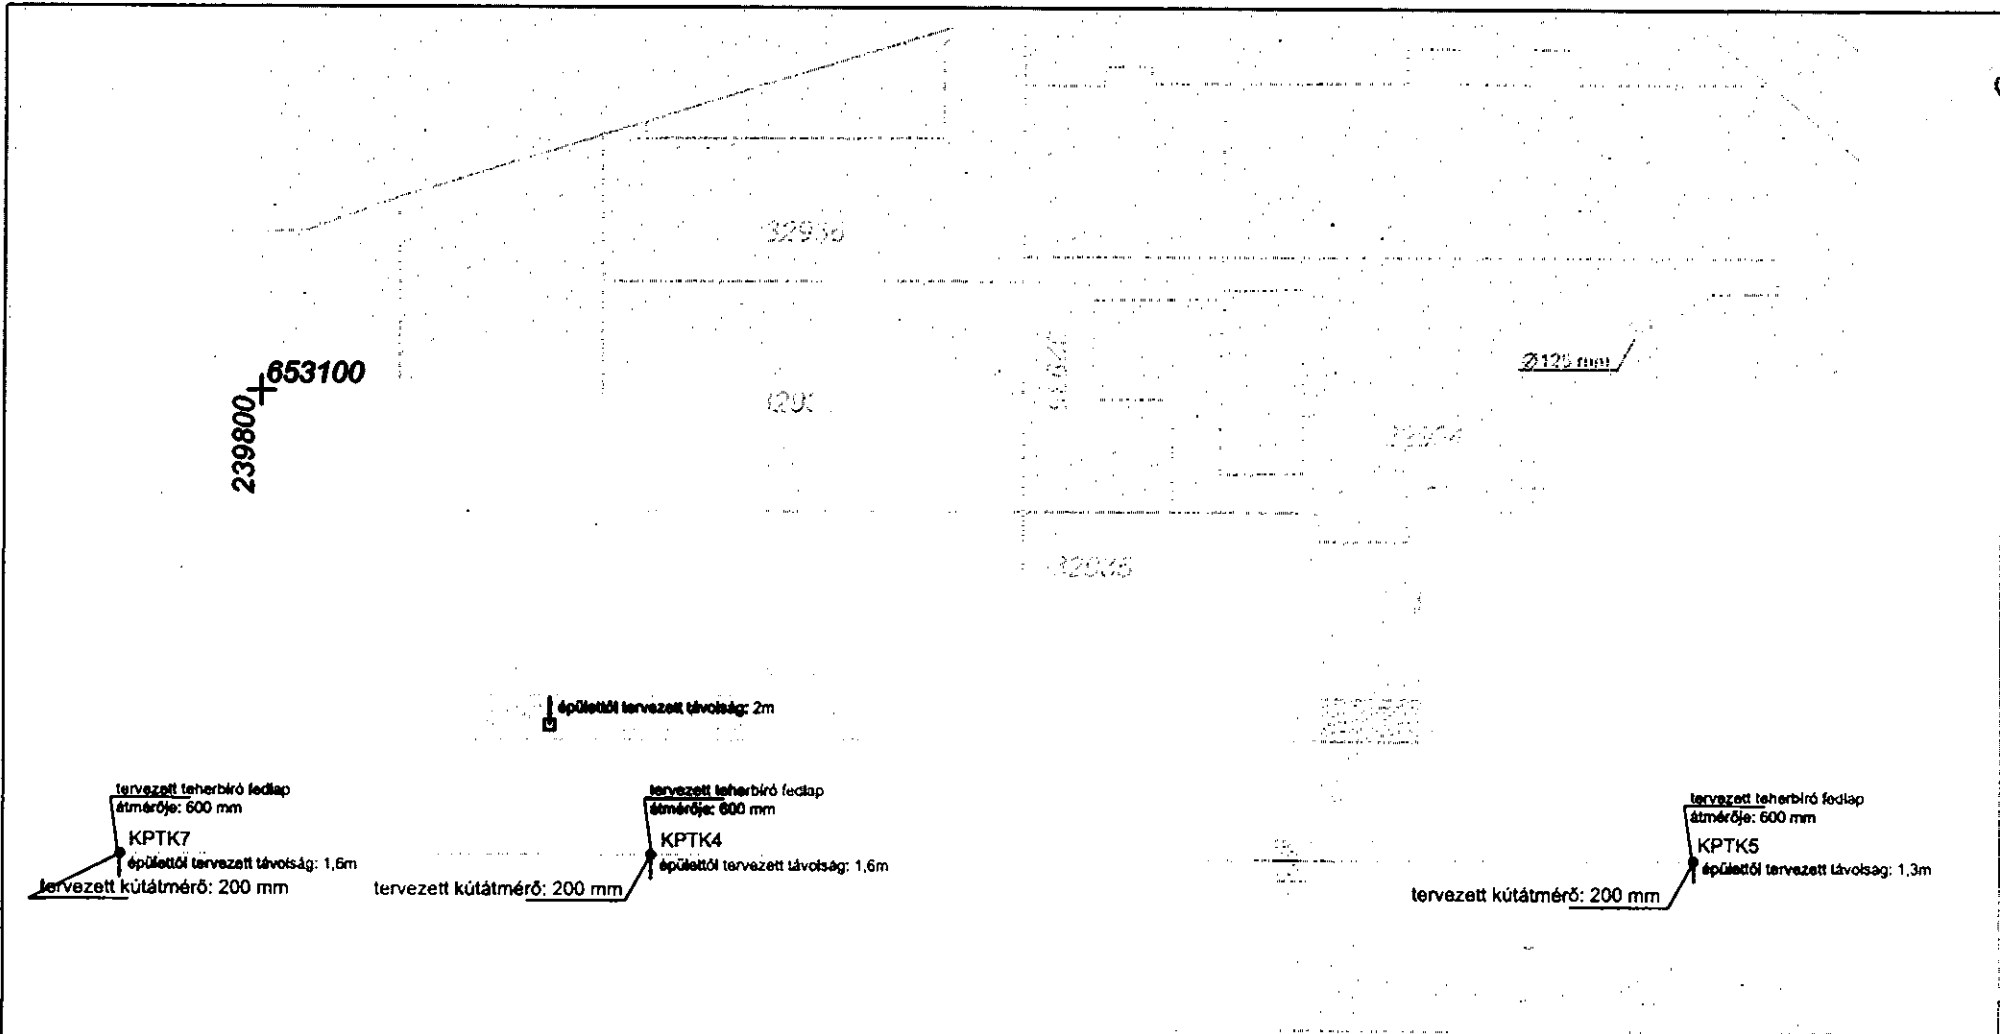 653100
239800
Ø125 mm
épülettől tervezett távolság: 2m
tervezett teherbíró fedlap
átmérője: 600 mm
KPTK7
épülettől tervezett távolság: 1,6m
tervezett kútátmérő: 200 mm
tervezett teherbíró fedlap
átmérője: 600 mm
KPTK4
épülettől tervezett távolság: 1,6m
tervezett kútátmérő: 200 mm
tervezett teherbíró fedlap
átmérője: 600 mm
KPTK5
épülettől tervezett távolság: 1,3m
tervezett kútátmérő: 200 mm